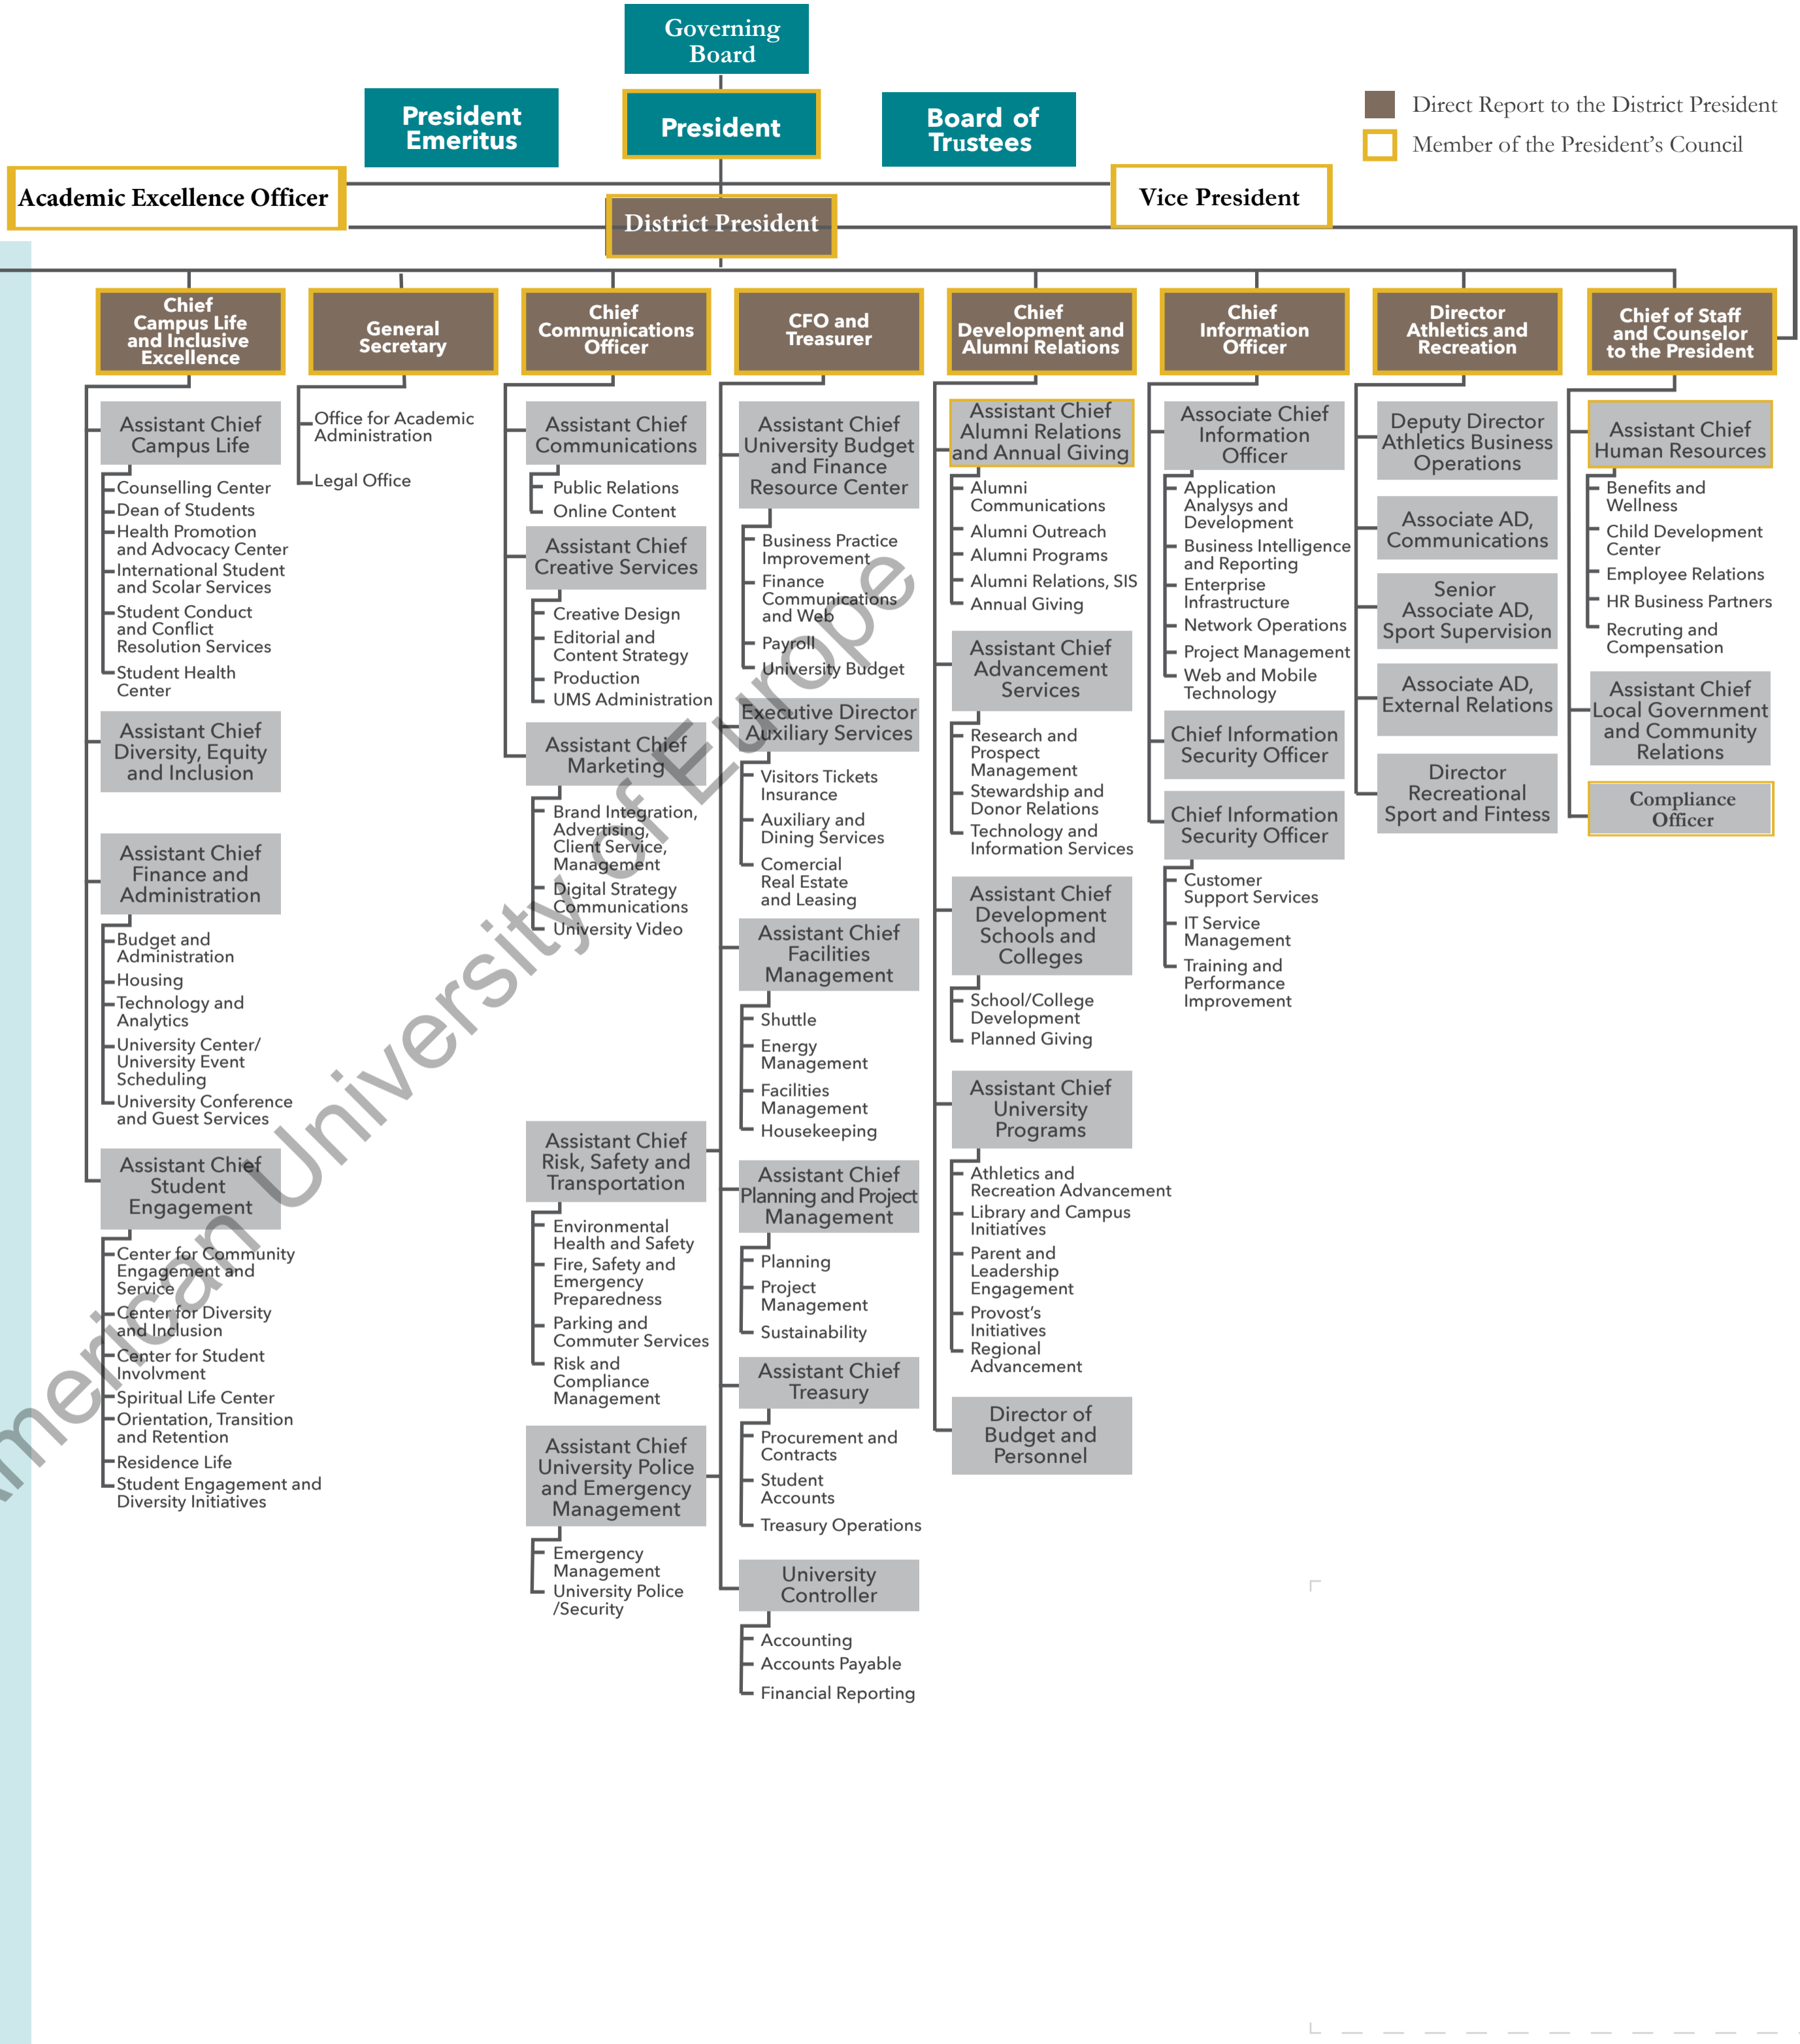 Governing
Board
President
Emeritus
President
Board of
Trustees
Direct Report to the District President
Member of the President’s Council
Academic Excellence Officer
Vice President
District President
Chief
Campus Life
and Inclusive
Excellence
General
Secretary
Chief
Communications
Officer
CFO and
Treasurer
Chief
Development and
Alumni Relations
Chief
Information
Officer
Director
Athletics and
Recreation
Chief of Staff
and Counselor
to the President
Assistant Chief
Campus Life
Counselling Center
Dean of Students
Health Promotion
and Advocacy Center
International Student
and Scolar Services
Student Conduct
and Conflict
Resolution Services
Student Health
Center
Assistant Chief
Diversity, Equity
and Inclusion
Assistant Chief
Finance and
Administration
Budget and
Administration
Housing
Technology and
Analytics
University Center/
University Event
Scheduling
University Conference
and Guest Services
Assistant Chief
Student
Engagement
Center for Community
Engagement and
Service
Center for Diversity
and Inclusion
Center for Student
Involvment
Spiritual Life Center
Orientation, Transition
and Retention
Residence Life
Student Engagement and
Diversity Initiatives
Office for Academic
Administration
Legal Office
Assistant Chief
Communications
Public Relations
Online Content
Assistant Chief
Creative Services
Creative Design
Editorial and
Content Strategy
Production
UMS Administration
Assistant Chief
Marketing
Brand Integration,
Advertising,
Client Service,
Management
Digital Strategy
Communications
University Video
Assistant Chief
Risk, Safety and
Transportation
Environmental
Health and Safety
Fire, Safety and
Emergency
Preparedness
Parking and
Commuter Services
Risk and
Compliance
Management
Assistant Chief
University Police
and Emergency
Management
Emergency
Management
University Police
/Security
Assistant Chief
University Budget
and Finance
Resource Center
Business Practice
Improvement
Finance
Communications
and Web
Payroll
University Budget
Executive Director
Auxiliary Services
Visitors Tickets
Insurance
Auxiliary and
Dining Services
Comercial
Real Estate
and Leasing
Assistant Chief
Facilities
Management
Shuttle
Energy
Management
Facilities
Management
Housekeeping
Assistant Chief
Planning and Project
Management
Planning
Project
Management
Sustainability
Assistant Chief
Treasury
Procurement and
Contracts
Student
Accounts
Treasury Operations
University
Controller
Accounting
Accounts Payable
Financial Reporting
Assistant Chief
Alumni Relations
and Annual Giving
Alumni
Communications
Alumni Outreach
Alumni Programs
Alumni Relations, SIS
Annual Giving
Assistant Chief
Advancement
Services
Research and
Prospect
Management
Stewardship and
Donor Relations
Technology and
Information Services
Assistant Chief
Development
Schools and
Colleges
School/College
Development
Planned Giving
Assistant Chief
University
Programs
Athletics and
Recreation Advancement
Library and Campus
Initiatives
Parent and
Leadership
Engagement
Provost’s
Initiatives
Regional
Advancement
Director of
Budget and
Personnel
Associate Chief
Information
Officer
Application
Analysys and
Development
Business Intelligence
and Reporting
Enterprise
Infrastructure
Network Operations
Project Management
Web and Mobile
Technology
Chief Information
Security Officer
Chief Information
Security Officer
Customer
Support Services
IT Service
Management
Training and
Performance
Improvement
Deputy Director
Athletics Business
Operations
Associate AD,
Communications
Senior
Associate AD,
Sport Supervision
Associate AD,
External Relations
Director
Recreational
Sport and Fintess
Assistant Chief
Human Resources
Benefits and
Wellness
Child Development
Center
Employee Relations
HR Business Partners
Recruting and
Compensation
Assistant Chief
Local Government
and Community
Relations
Compliance
Officer
American University of Europe